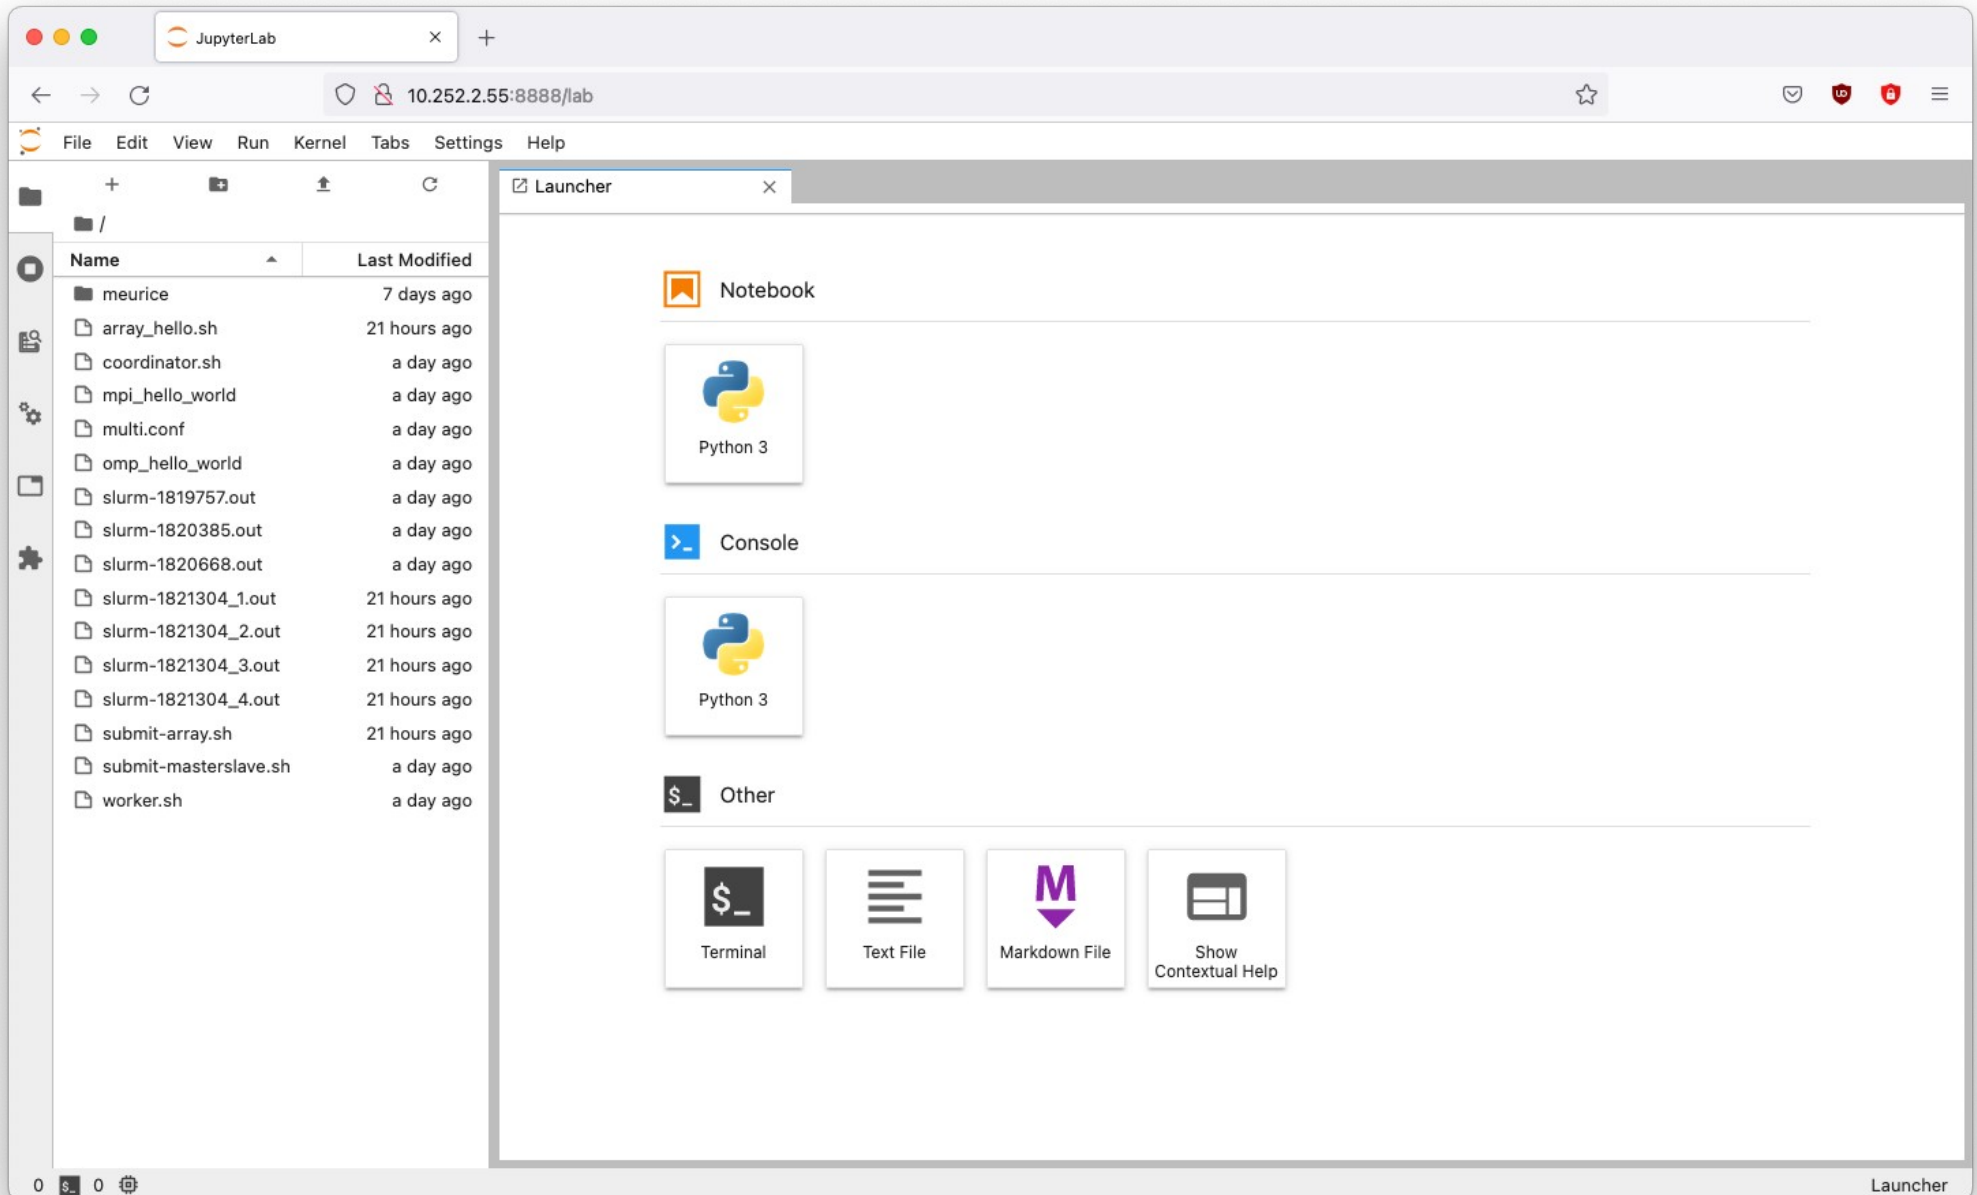 JupyterLab
10.252.2.55:8888/lab
File Edit View Run Kernel Tabs Settings Help
/
Name Last Modified
meurice 7 days ago
array_hello.sh 21 hours ago
coordinator.sh a day ago
mpi_hello_world a day ago
multi.conf a day ago
omp_hello_world a day ago
slurm-1819757.out a day ago
slurm-1820385.out a day ago
slurm-1820668.out a day ago
slurm-1821304_1.out 21 hours ago
slurm-1821304_2.out 21 hours ago
slurm-1821304_3.out 21 hours ago
slurm-1821304_4.out 21 hours ago
submit-array.sh 21 hours ago
submit-masterslave.sh a day ago
worker.sh a day ago
Launcher
Notebook
Python 3
Console
Python 3
$_ Other
$_
Terminal
Text File
M
Markdown File
Show
Contextual Help
0 $_ 0
Launcher